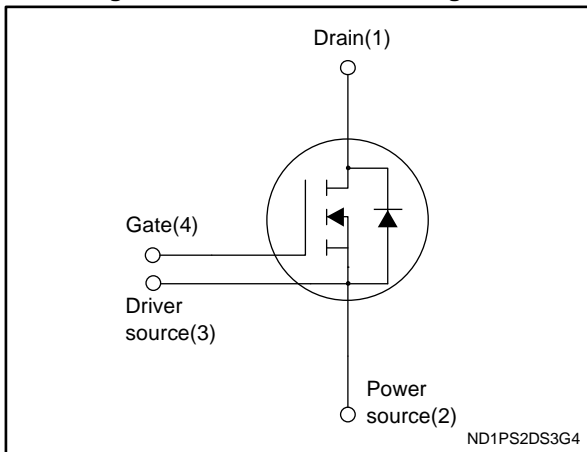 Drain(1)
Gate(4)
Driver
source(3)
Power
source(2)
ND1PS2DS3G4